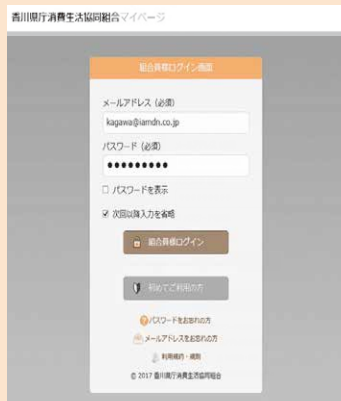 香川県庁消費生活協同組合マイページ
組合員様ログイン画面
メールアドレス (必須)
kagawa@iamdn.co.jp
パスワード (必須)
●●●●●●●●●
パスワードを表示
次回以降入力を省略
組合員様ログイン
初めてご利用の方
パスワードをお忘れの方
メールアドレスをお忘れの方
利用規約・規則
© 2017 香川県庁消費生活協同組合